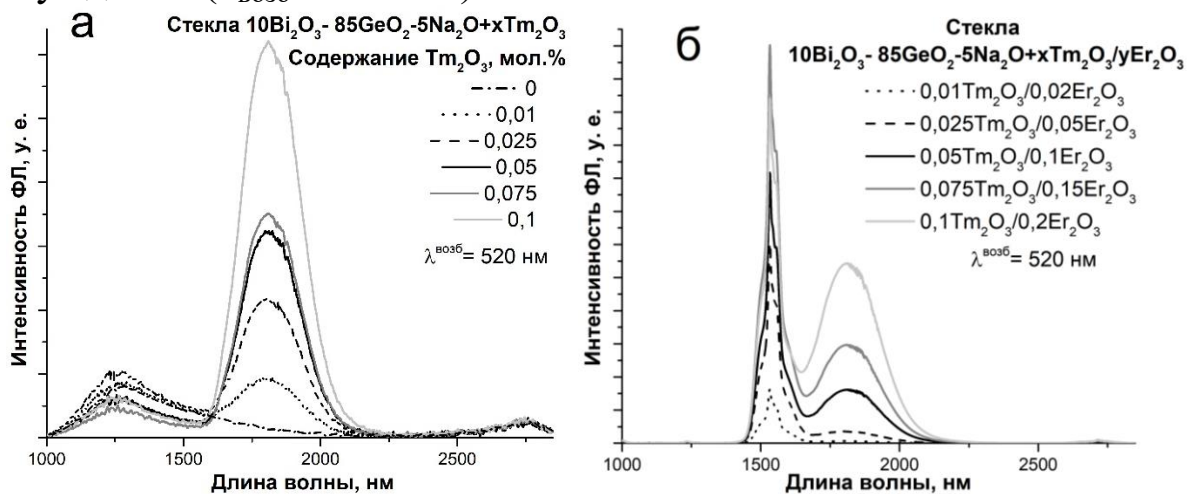 а
Стекла 10Bi₂O₃- 85GeO₂-5Na₂O+xTm₂O₃
Содержание Tm₂O₃, мол.%
0
0,01
0,025
0,05
0,075
0,1
λᵛᵒᶻᵇ= 520 нм
Интенсивность ФЛ, у. е.
1000 1500 2000 2500
Длина волны, нм
б
Стекла
10Bi₂O₃- 85GeO₂-5Na₂O+xTm₂O₃/yEr₂O₃
0,01Tm₂O₃/0,02Er₂O₃
0,025Tm₂O₃/0,05Er₂O₃
0,05Tm₂O₃/0,1Er₂O₃
0,075Tm₂O₃/0,15Er₂O₃
0,1Tm₂O₃/0,2Er₂O₃
λвозб= 520 нм
Интенсивность ФЛ, у. е.
1000 1500 2000 2500
Длина волны, нм